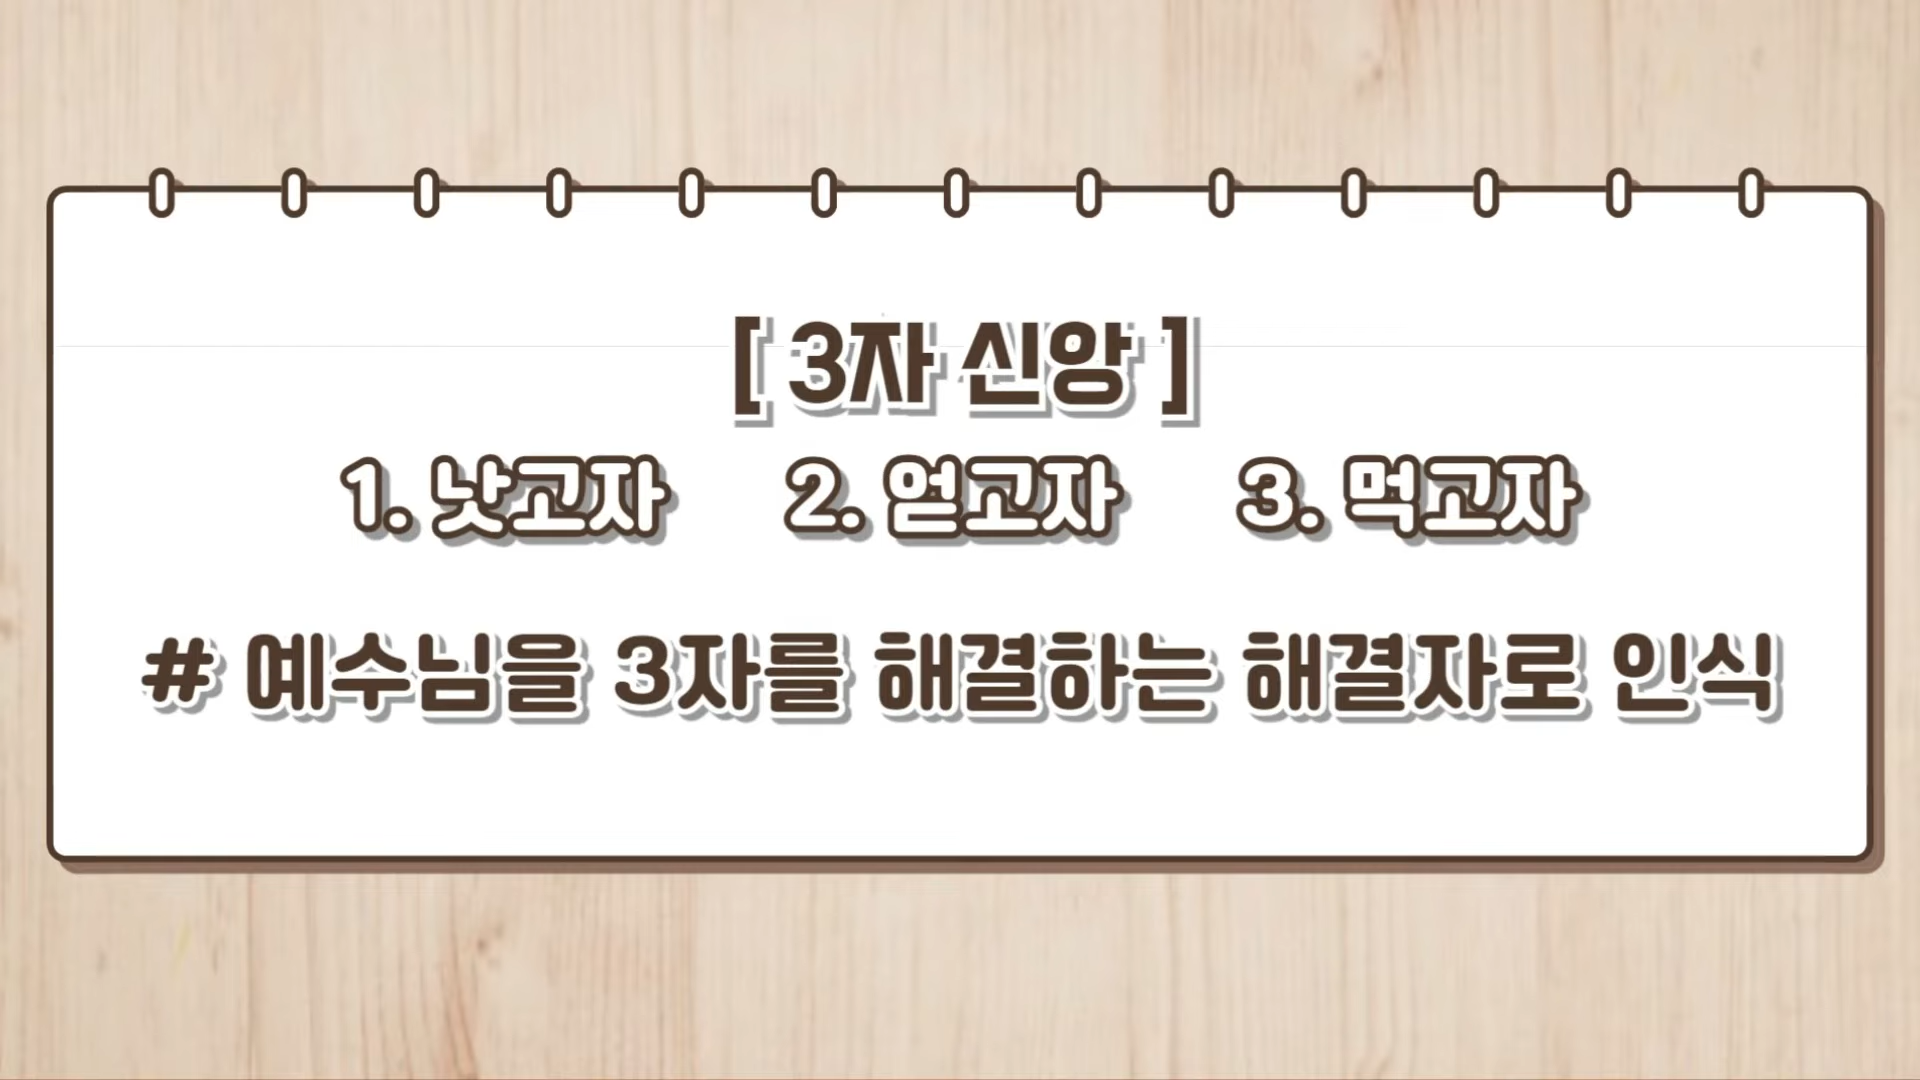 [ 3자 신앙 ]
1. 낫고자 2. 얻고자 3. 먹고자
# 예수님을 3자를 해결하는 해결자로 인식